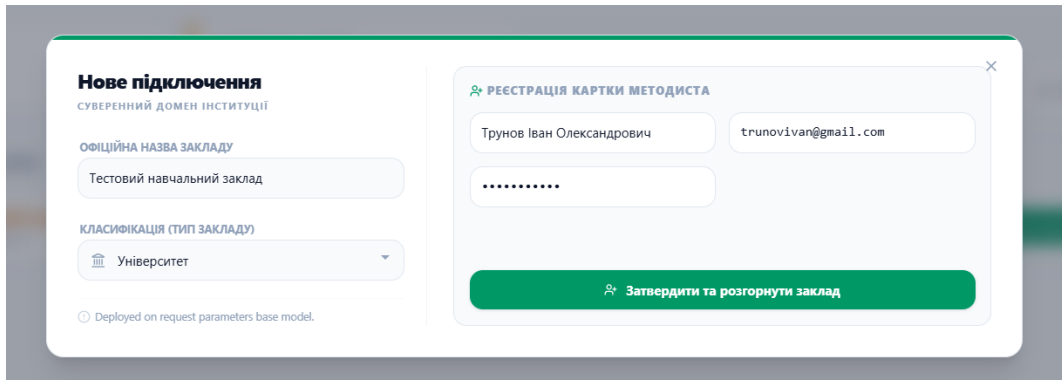 Нове підключення
СУВЕРЕННИЙ ДОМЕН ІНСТИТУЦІЇ
ОФІЦІЙНА НАЗВА ЗАКЛАДУ
Тестовий навчальний заклад
КЛАСИФІКАЦІЯ (ТИП ЗАКЛАДУ)
Університет
Deployed on request parameters base model.
РЕЄСТРАЦІЯ КАРТКИ МЕТОДИСТА
Трунов Іван Олександрович
trunovivan@gmail.com
•••••••••••
Затвердити та розгорнути заклад